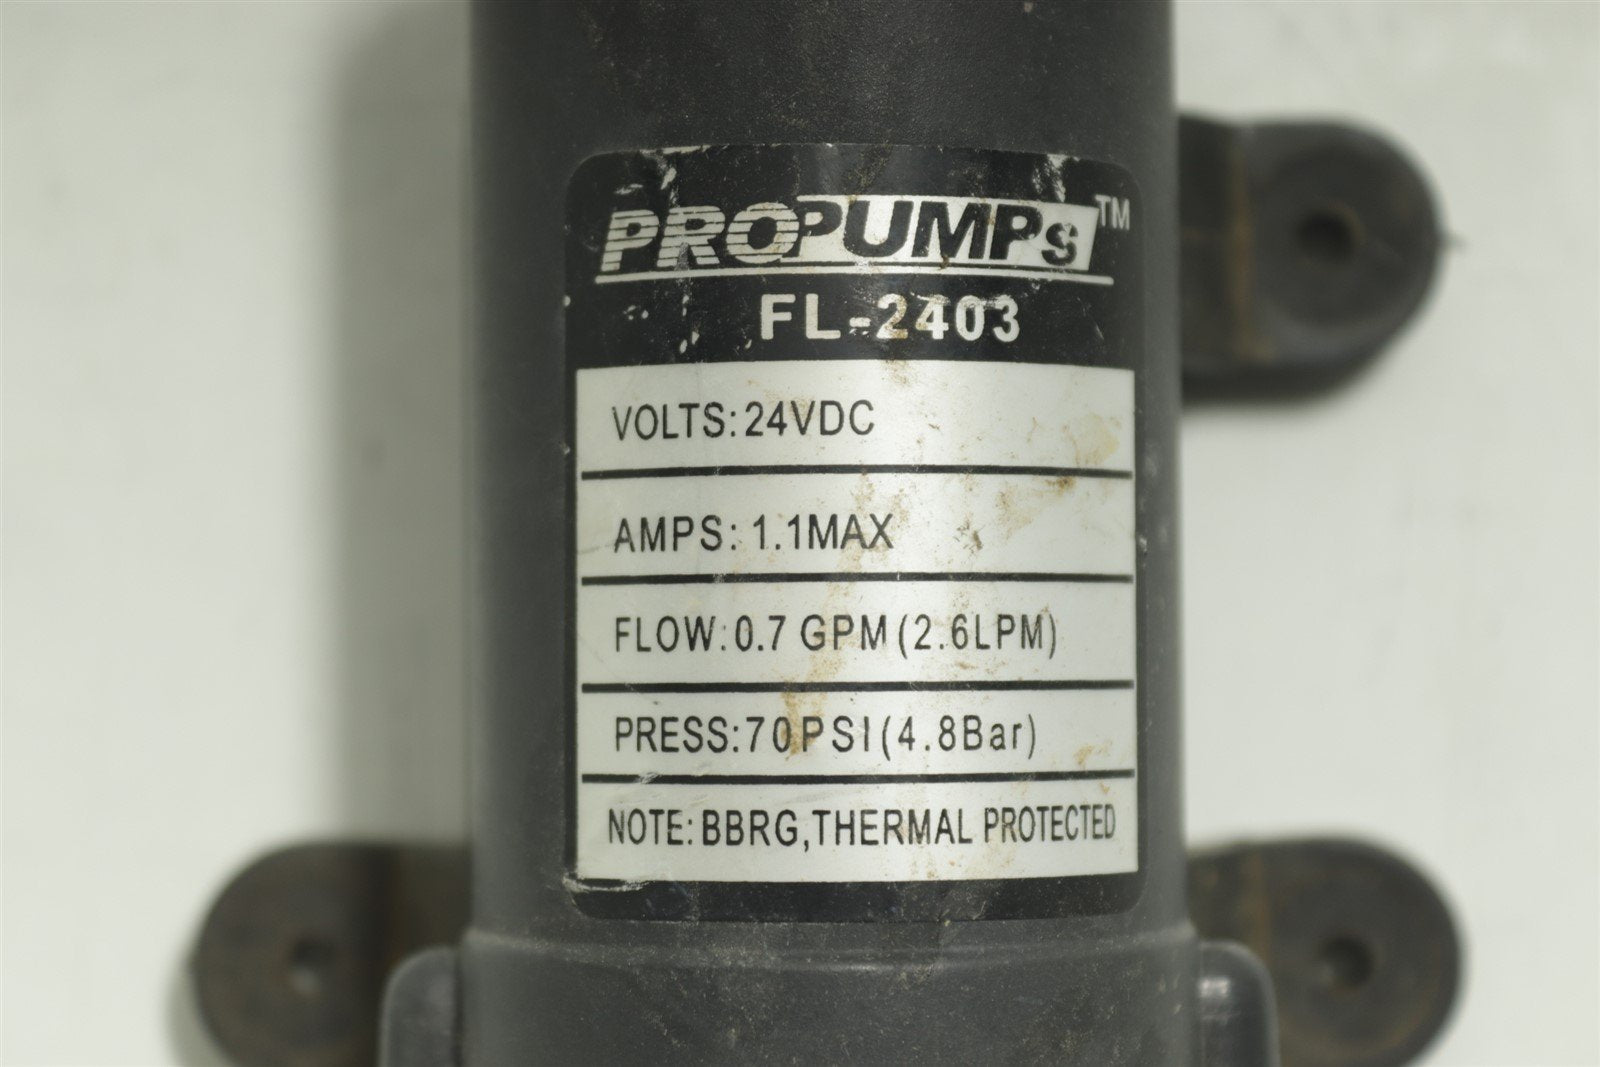 PROPUMPs™
FL-2403
VOLTS:24VDC
AMPS: 1.1MAX
FLOW:0.7 GPM(2.6LPM)
PRESS:70PSI(4.8Bar)
NOTE:BBRG,THERMAL PROTECTED